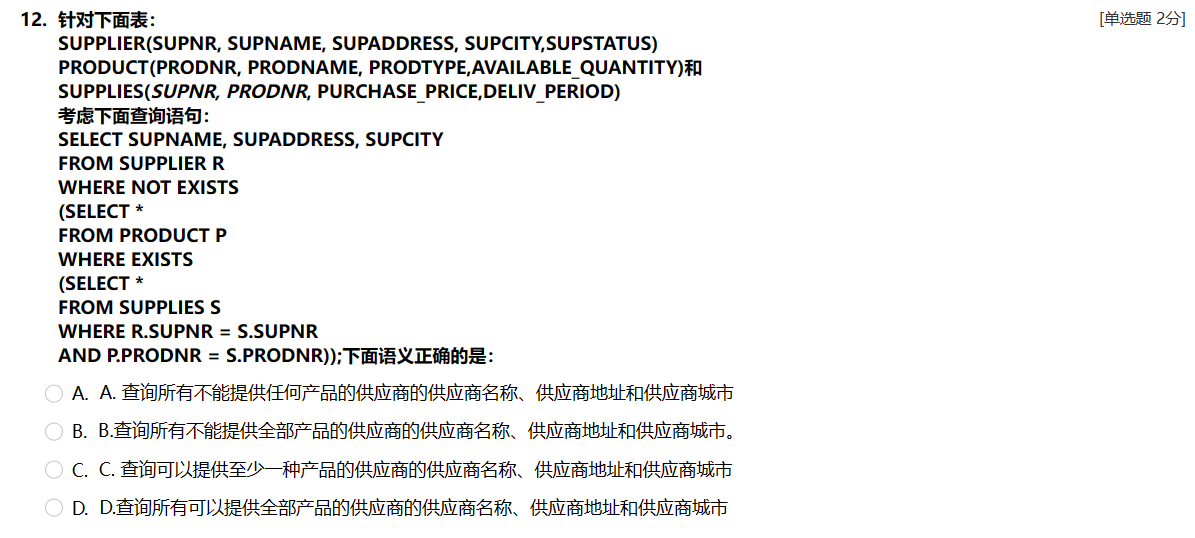 12. 针对下面表： [单选题 2分]
SUPPLIER(SUPNR, SUPNAME, SUPADDRESS, SUPCITY,SUPSTATUS)
PRODUCT(PRODNR, PRODNAME, PRODTYPE,AVAILABLE_QUANTITY)和
SUPPLIES(SUPNR, PRODNR, PURCHASE_PRICE,DELIV_PERIOD)
考虑下面查询语句：
SELECT SUPNAME, SUPADDRESS, SUPCITY
FROM SUPPLIER R
WHERE NOT EXISTS
(SELECT *
FROM PRODUCT P
WHERE EXISTS
(SELECT *
FROM SUPPLIES S
WHERE R.SUPNR = S.SUPNR
AND P.PRODNR = S.PRODNR));下面语义正确的是：
A. A. 查询所有不能提供任何产品的供应商的供应商名称、供应商地址和供应商城市
B. B.查询所有不能提供全部产品的供应商的供应商名称、供应商地址和供应商城市。
C. C. 查询可以提供至少一种产品的供应商的供应商名称、供应商地址和供应商城市
D. D.查询所有可以提供全部产品的供应商的供应商名称、供应商地址和供应商城市